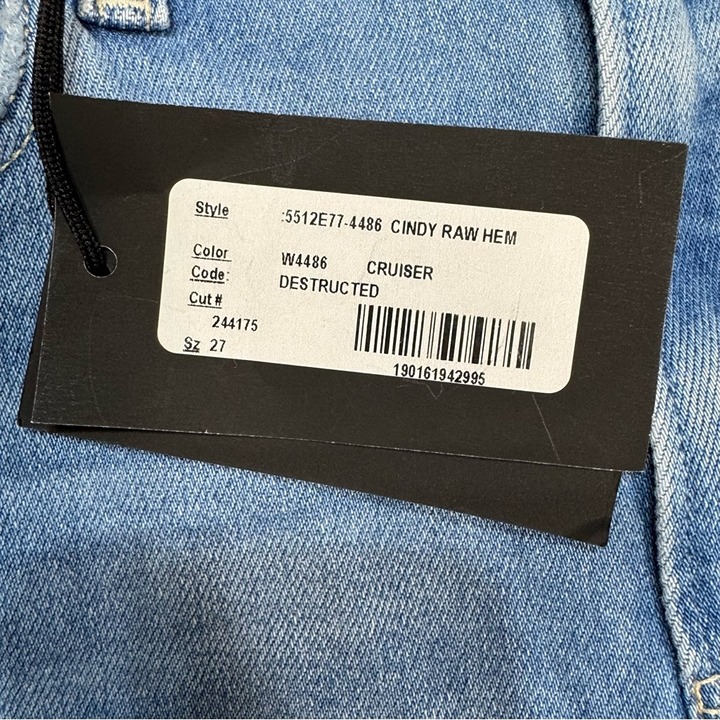 Style :5512E77-4486 CINDY RAW HEM
Color W4486 CRUISER
Code: DESTRUCTED
Cut #
244175
Sz 27
190161942995